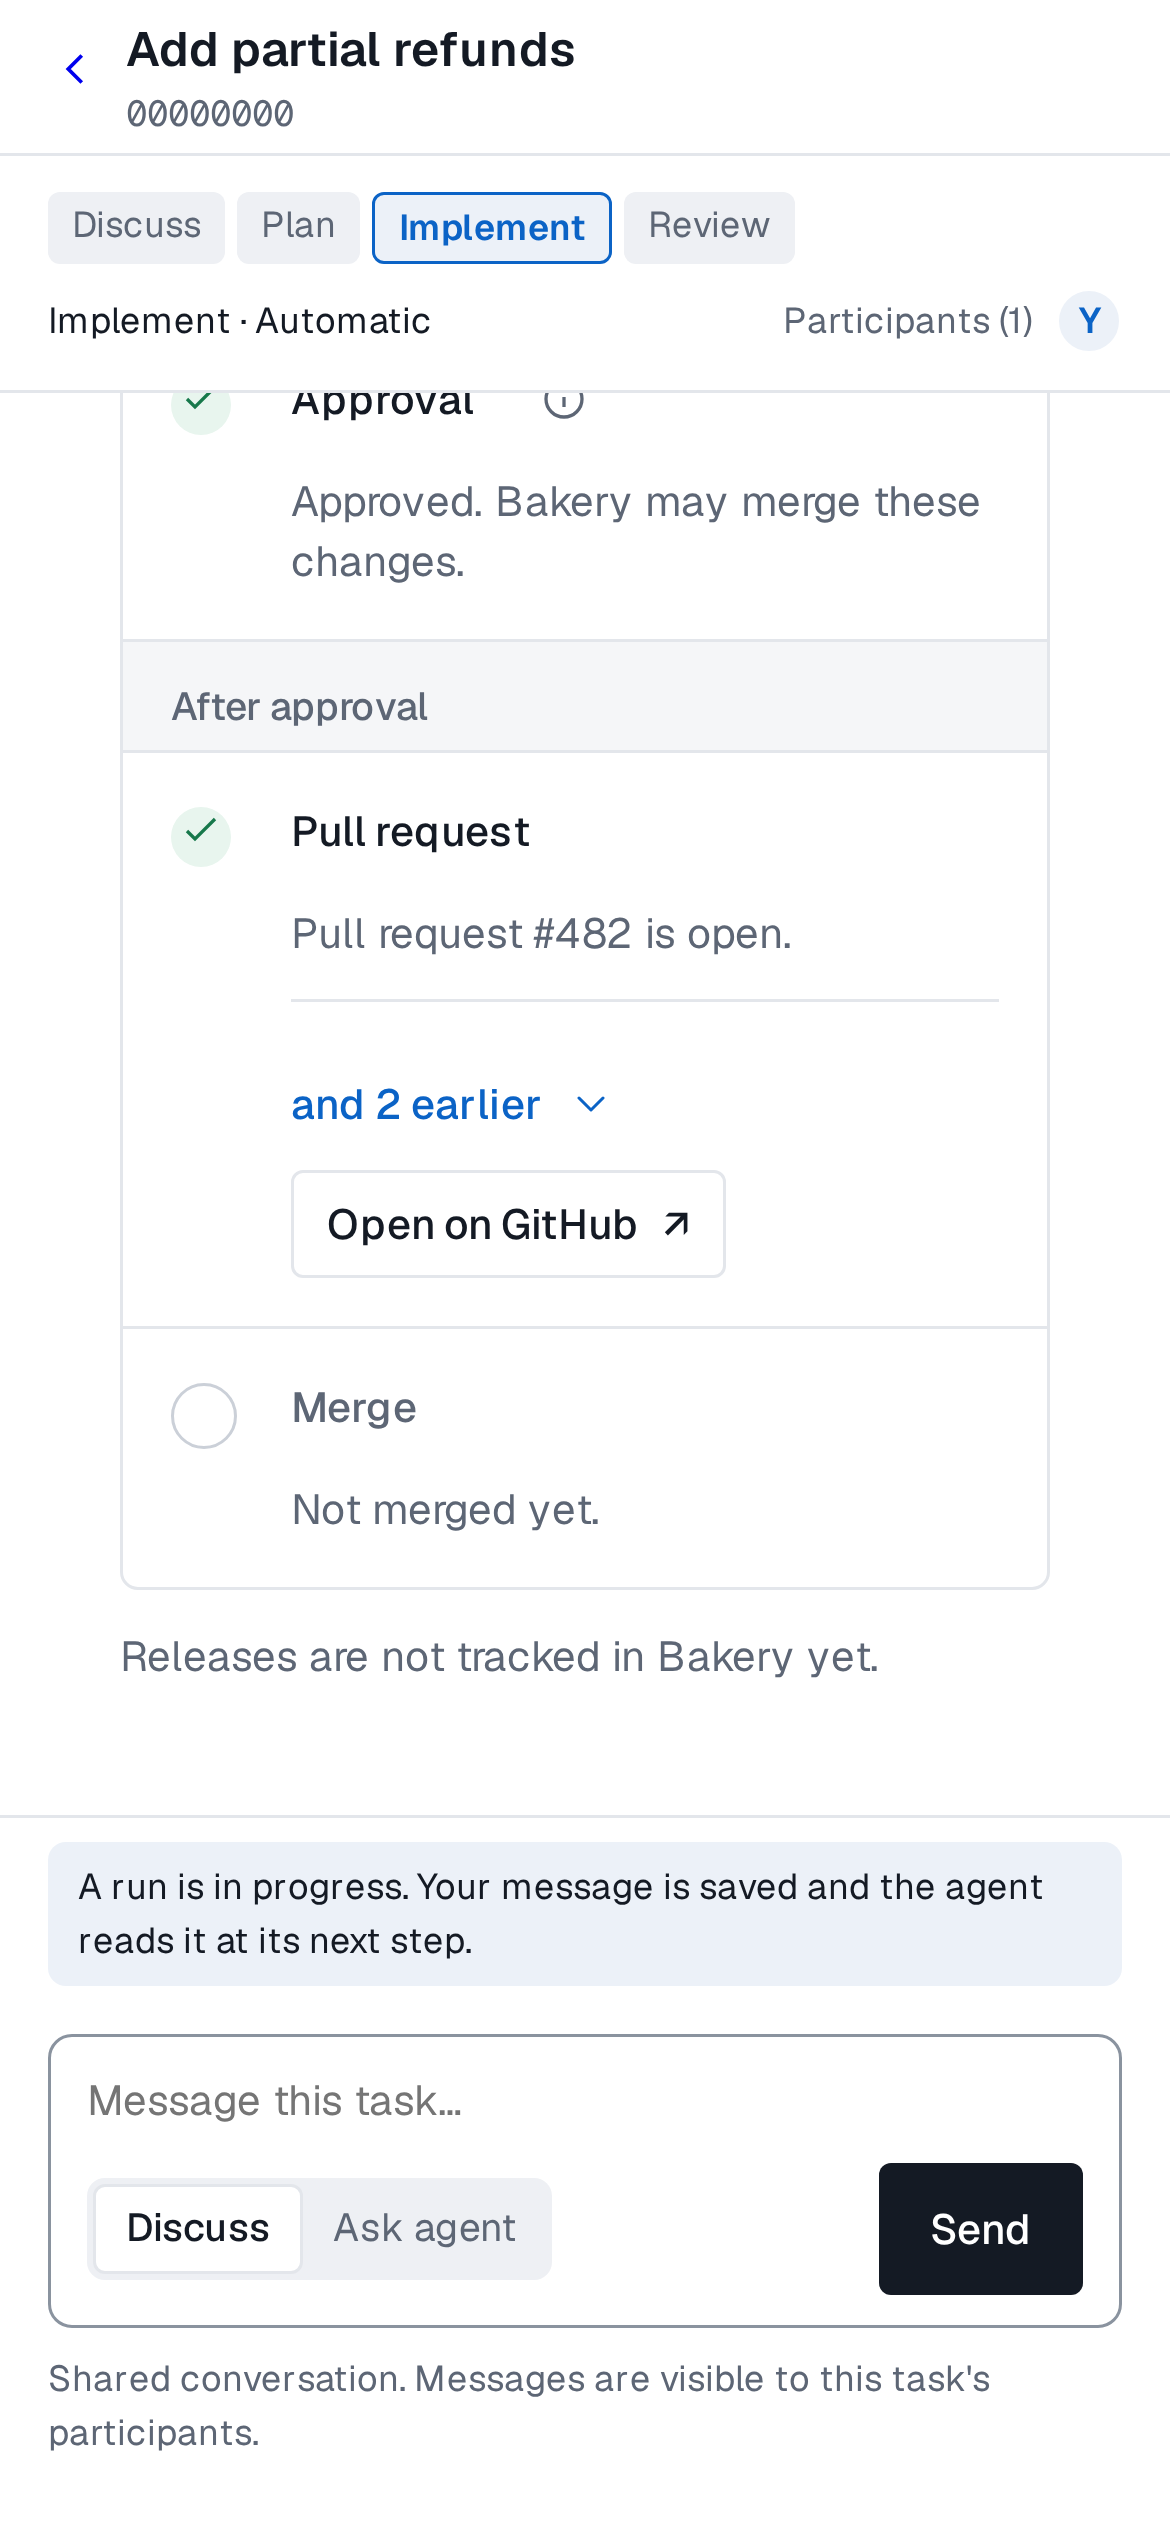 Add partial refunds
00000000
Discuss Plan Implement Review
Implement · Automatic Participants (1) Y
Approval
Approved. Bakery may merge these
changes.
After approval
Pull request
Pull request #482 is open.
and 2 earlier
Open on GitHub
Merge
Not merged yet.
Releases are not tracked in Bakery yet.
A run is in progress. Your message is saved and the agent
reads it at its next step.
Message this task…
Discuss Ask agent Send
Shared conversation. Messages are visible to this task's
participants.